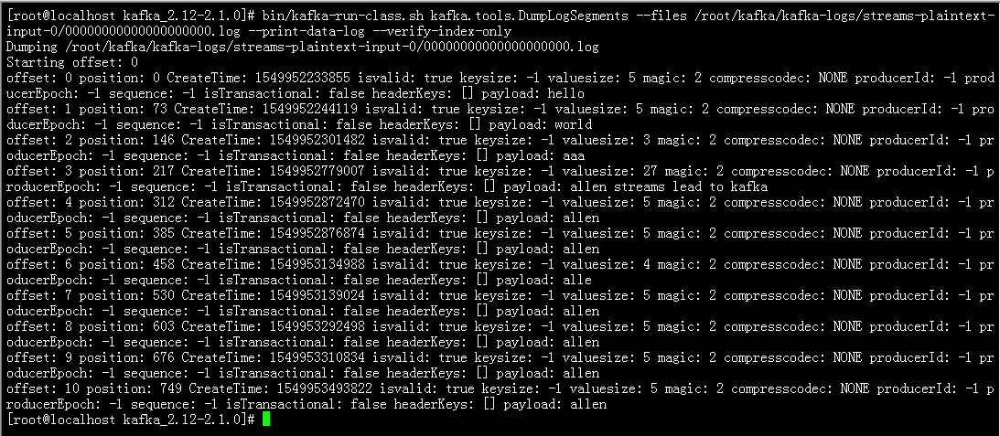 [root@localhost kafka_2.12-2.1.0]# bin/kafka-run-class.sh kafka.tools.DumpLogSegments --files /root/kafka/kafka-logs/streams-plaintext-
input-0/00000000000000000000.log --print-data-log --verify-index-only
Dumping /root/kafka/kafka-logs/streams-plaintext-input-0/00000000000000000000.log
Starting offset: 0
offset: 0 position: 0 CreateTime: 1549952233855 isvalid: true keysize: -1 valuesize: 5 magic: 2 compresscodec: NONE producerId: -1 prod
ucerEpoch: -1 sequence: -1 isTransactional: false headerKeys: [] payload: hello
offset: 1 position: 73 CreateTime: 1549952244119 isvalid: true keysize: -1 valuesize: 5 magic: 2 compresscodec: NONE producerId: -1 pro
ducerEpoch: -1 sequence: -1 isTransactional: false headerKeys: [] payload: world
offset: 2 position: 146 CreateTime: 1549952301482 isvalid: true keysize: -1 valuesize: 3 magic: 2 compresscodec: NONE producerId: -1 pr
oducerEpoch: -1 sequence: -1 isTransactional: false headerKeys: [] payload: aaa
offset: 3 position: 217 CreateTime: 1549952779007 isvalid: true keysize: -1 valuesize: 27 magic: 2 compresscodec: NONE producerId: -1 p
roducerEpoch: -1 sequence: -1 isTransactional: false headerKeys: [] payload: allen streams lead to kafka
offset: 4 position: 312 CreateTime: 1549952872470 isvalid: true keysize: -1 valuesize: 5 magic: 2 compresscodec: NONE producerId: -1 pr
oducerEpoch: -1 sequence: -1 isTransactional: false headerKeys: [] payload: allen
offset: 5 position: 385 CreateTime: 1549952876874 isvalid: true keysize: -1 valuesize: 5 magic: 2 compresscodec: NONE producerId: -1 pr
oducerEpoch: -1 sequence: -1 isTransactional: false headerKeys: [] payload: allen
offset: 6 position: 458 CreateTime: 1549953134988 isvalid: true keysize: -1 valuesize: 4 magic: 2 compresscodec: NONE producerId: -1 pr
oducerEpoch: -1 sequence: -1 isTransactional: false headerKeys: [] payload: alle
offset: 7 position: 530 CreateTime: 1549953139024 isvalid: true keysize: -1 valuesize: 5 magic: 2 compresscodec: NONE producerId: -1 pr
oducerEpoch: -1 sequence: -1 isTransactional: false headerKeys: [] payload: allen
offset: 8 position: 603 CreateTime: 1549953292498 isvalid: true keysize: -1 valuesize: 5 magic: 2 compresscodec: NONE producerId: -1 pr
oducerEpoch: -1 sequence: -1 isTransactional: false headerKeys: [] payload: allen
offset: 9 position: 676 CreateTime: 1549953310834 isvalid: true keysize: -1 valuesize: 5 magic: 2 compresscodec: NONE producerId: -1 pr
oducerEpoch: -1 sequence: -1 isTransactional: false headerKeys: [] payload: allen
offset: 10 position: 749 CreateTime: 1549953493822 isvalid: true keysize: -1 valuesize: 5 magic: 2 compresscodec: NONE producerId: -1 p
roducerEpoch: -1 sequence: -1 isTransactional: false headerKeys: [] payload: allen
[root@localhost kafka_2.12-2.1.0]#